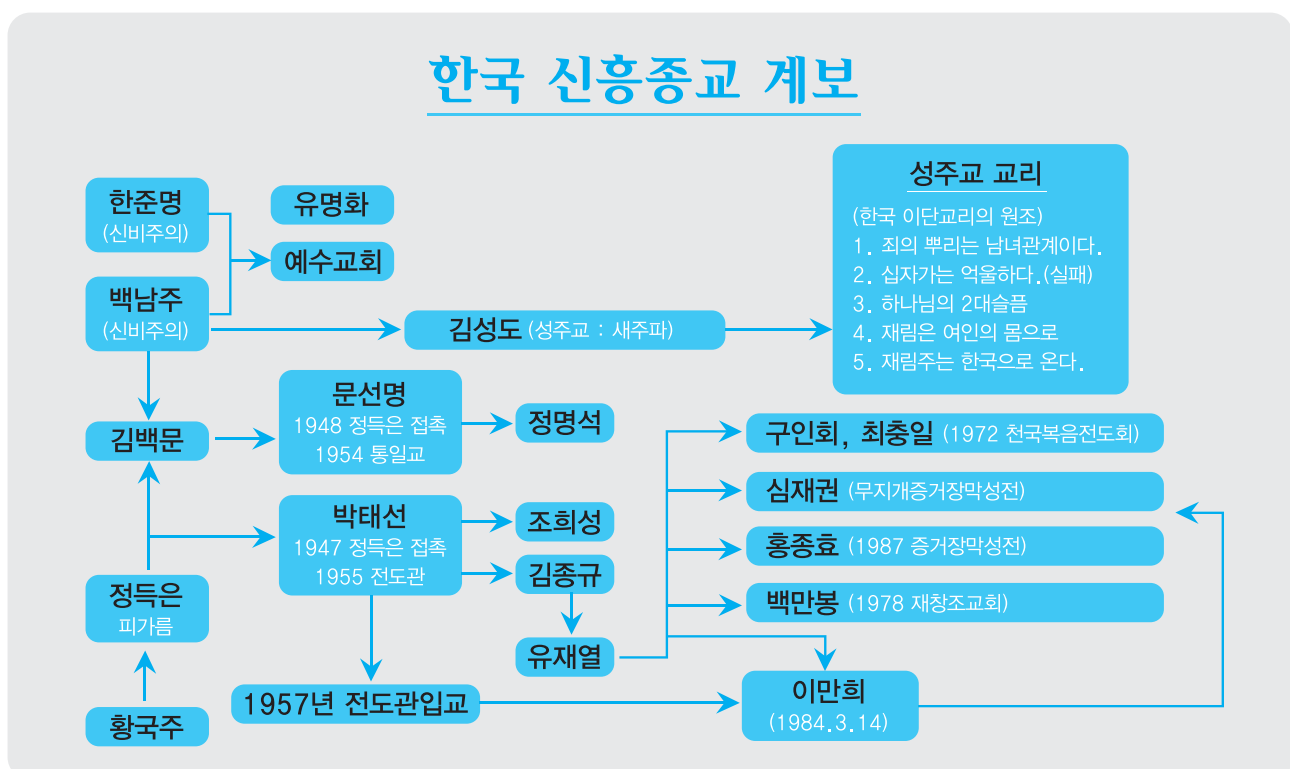 한국 신흥종교 계보
한준명
(신비주의)
유명화
예수교회
백남주
(신비주의)
김성도 (성주교 : 새주파)
성주교 교리
(한국 이단교리의 원조)
1. 죄의 뿌리는 남녀관계이다.
2. 십자가는 억울하다.(실패)
3. 하나님의 2대슬픔
4. 재림은 여인의 몸으로
5. 재림주는 한국으로 온다.
김백문
문선명
1948 정득은 접촉
1954 통일교
정명석
박태선
1947 정득은 접촉
1955 전도관
조희성
김종규
유재열
정득은
피가름
황국주
1957년 전도관입교
구인회, 최충일 (1972 천국복음전도회)
심재권 (무지개증거장막성전)
홍종효 (1987 증거장막성전)
백만봉 (1978 재창조교회)
이만희
(1984.3.14)